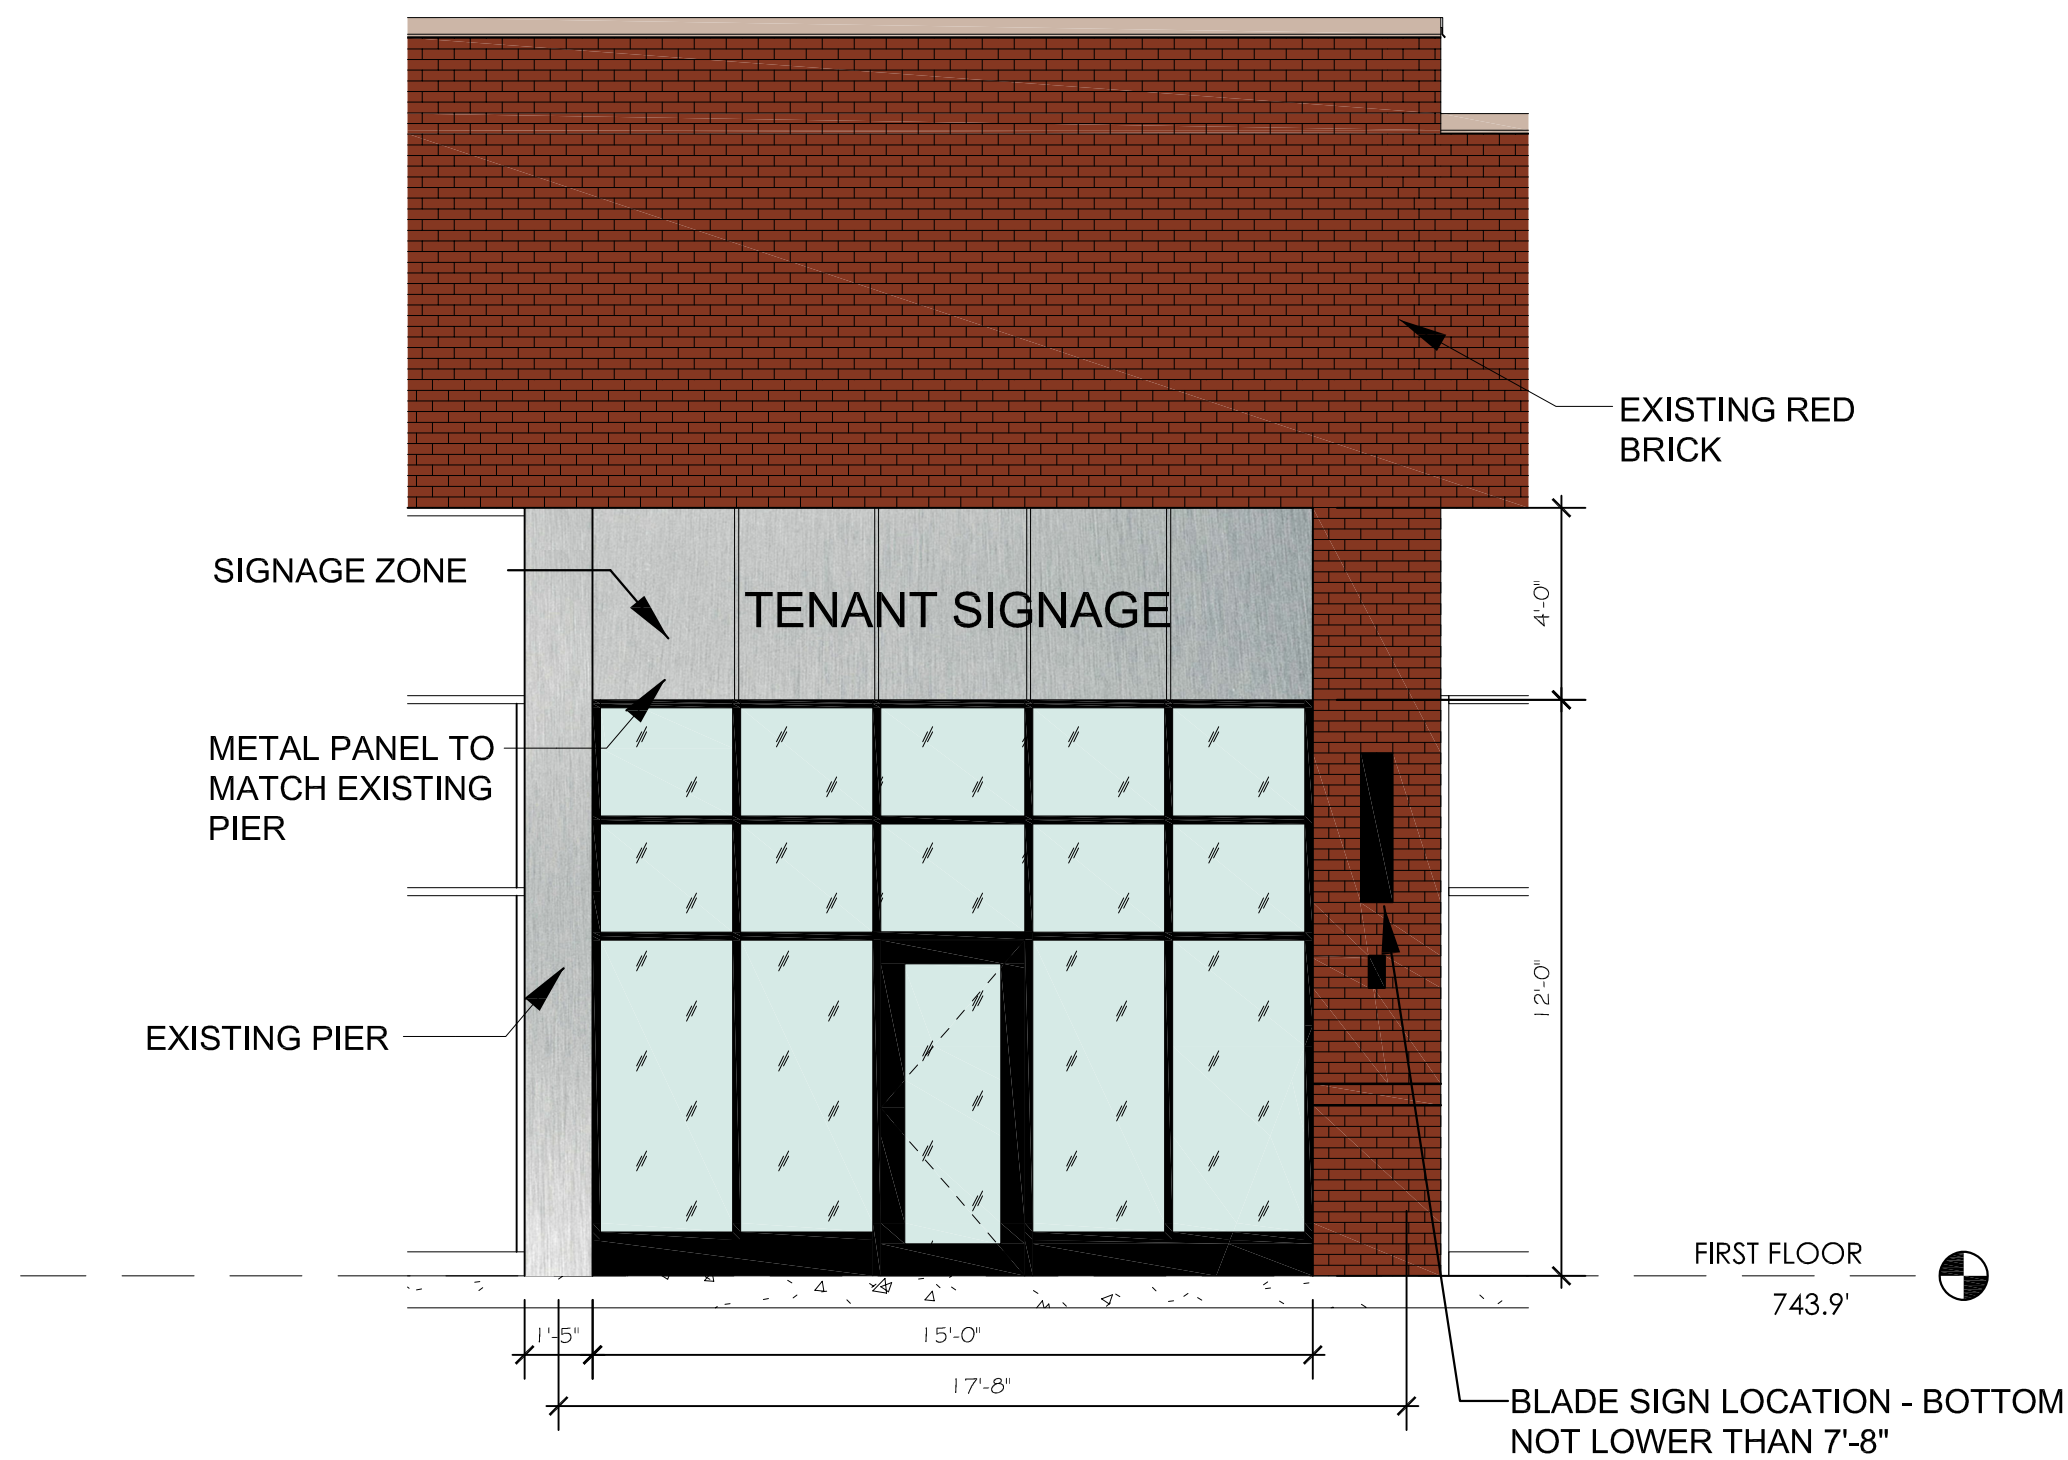 EXISTING RED
BRICK
SIGNAGE ZONE
TENANT SIGNAGE
4'-0"
METAL PANEL TO
MATCH EXISTING
PIER
12'-0"
EXISTING PIER
FIRST FLOOR
743.9'
1'-5"
15'-0"
17'-8"
BLADE SIGN LOCATION - BOTTOM
NOT LOWER THAN 7'-8"